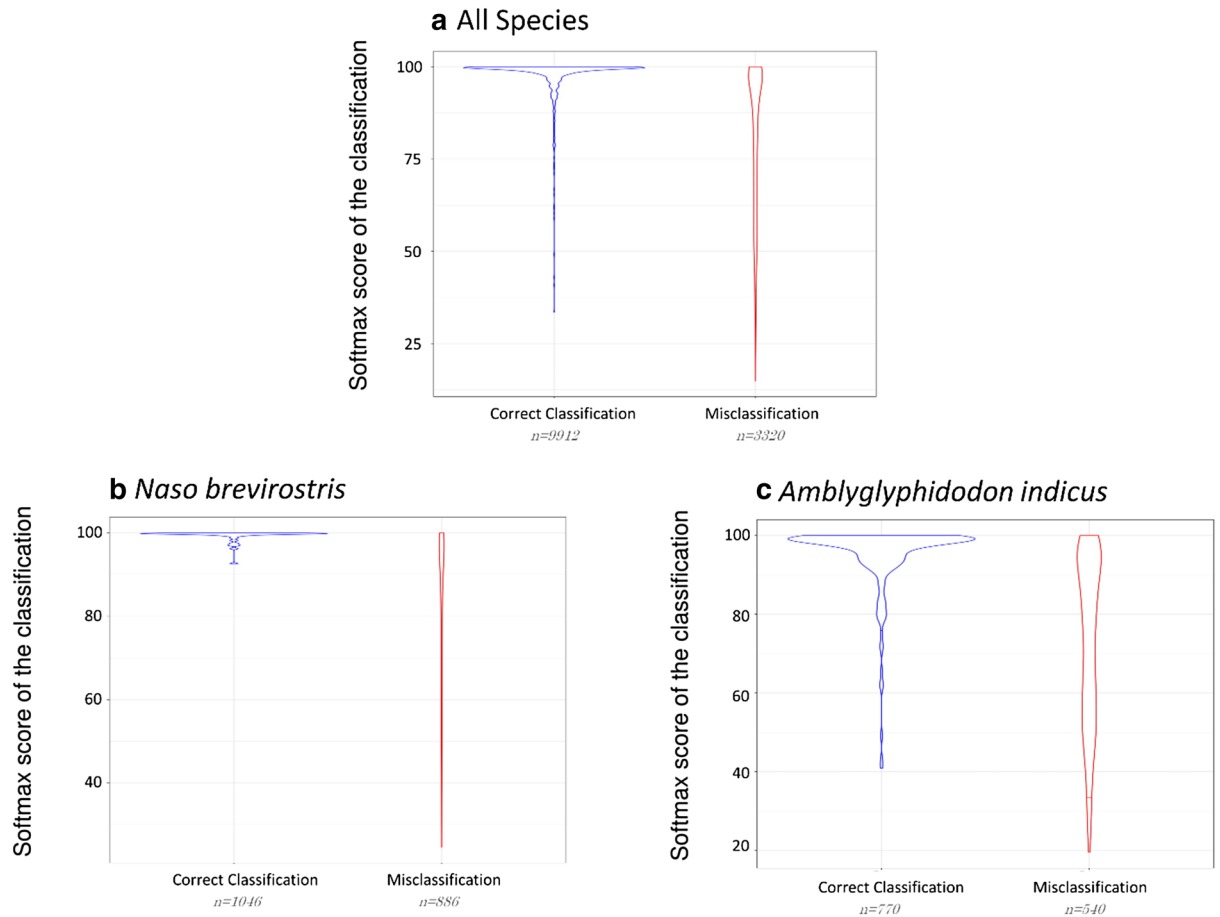 a All Species
Softmax score of the classification
100
75
50
25
Correct Classification
Misclassification
n=9912
n=3320
b Naso brevirostris
Softmax score of the classification
100
80
60
40
Correct Classification
Misclassification
n=1046
n=886
c Amblyglyphidodon indicus
Softmax score of the classification
100
80
60
40
20
Correct Classification
Misclassification
n=770
n=540